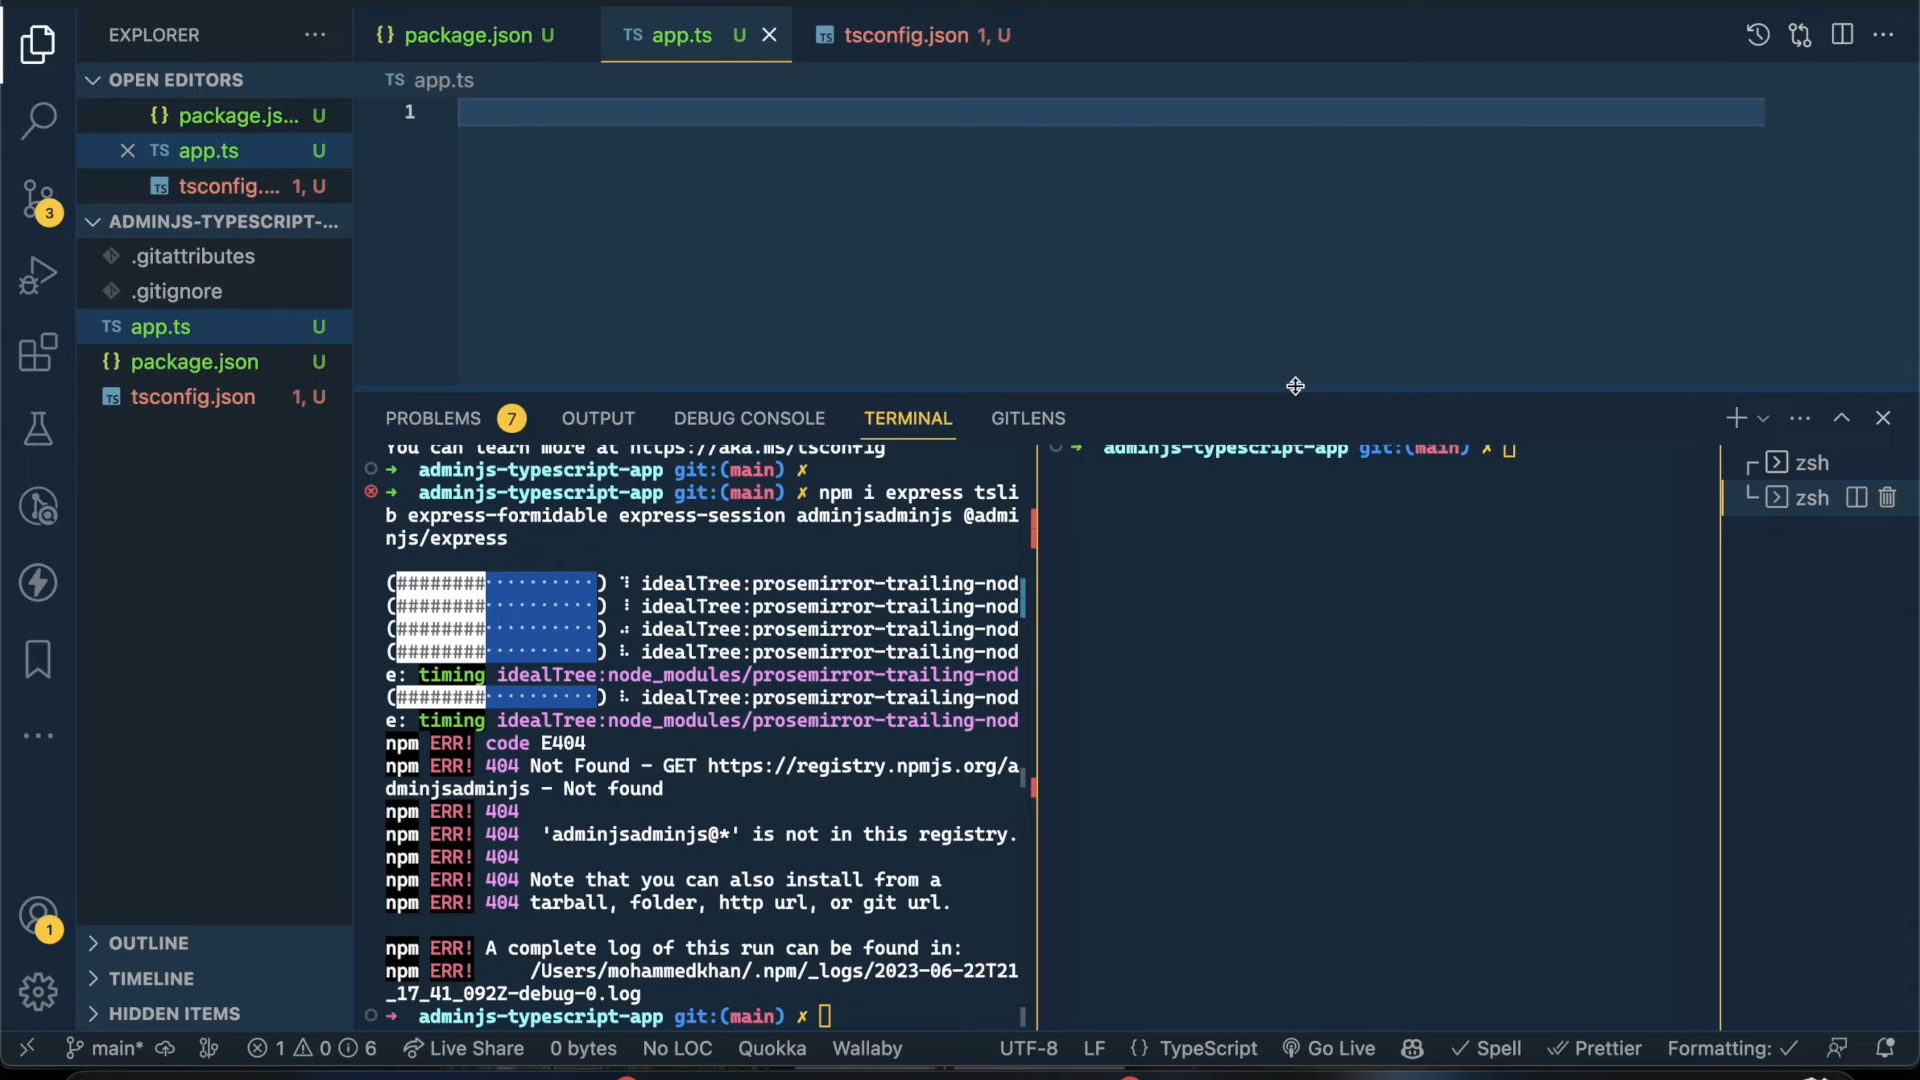 EXPLORER
{} package.json U
TS app.ts U
TS tsconfig.json 1, U
OPEN EDITORS
{} package.js... U
TS app.ts U
TS tsconfig.... 1, U
ADMINJS-TYPESCRIPT-...
.gitattributes
.gitignore
TS app.ts U
{} package.json U
TS tsconfig.json 1, U
OUTLINE
TIMELINE
HIDDEN ITEMS
3
1
TS app.ts
1
PROBLEMS 7 OUTPUT DEBUG CONSOLE TERMINAL GITLENS
You can learn more at https://aka.ms/tsconfig
→ adminjs-typescript-app git:(main) ✗
→ adminjs-typescript-app git:(main) ✗ npm i express tsli
b express-formidable express-session adminjsadminjs @admi
njs/express
(########··········) ⠹ idealTree:prosemirror-trailing-nod
(########··········) ⠸ idealTree:prosemirror-trailing-nod
(########··········) ⠴ idealTree:prosemirror-trailing-nod
(########··········) ⠧ idealTree:prosemirror-trailing-nod
e: timing idealTree:node_modules/prosemirror-trailing-nod
(########··········) ⠧ idealTree:prosemirror-trailing-nod
e: timing idealTree:node_modules/prosemirror-trailing-nod
npm ERR! code E404
npm ERR! 404 Not Found - GET https://registry.npmjs.org/a
dminjsadminjs - Not found
npm ERR! 404
npm ERR! 404  'adminjsadminjs@*' is not in this registry.
npm ERR! 404
npm ERR! 404 Note that you can also install from a
npm ERR! 404 tarball, folder, http url, or git url.
npm ERR! A complete log of this run can be found in:
npm ERR!     /Users/mohammedkhan/.npm/_logs/2023-06-22T21
_17_41_092Z-debug-0.log
→ adminjs-typescript-app git:(main) ✗
→ adminjs-typescript-app git:(main) ✗
zsh
zsh
main* 1 0 6 Live Share 0 bytes No LOC Quokka Wallaby UTF-8 LF {} TypeScript Go Live Spell Prettier Formatting: ✓